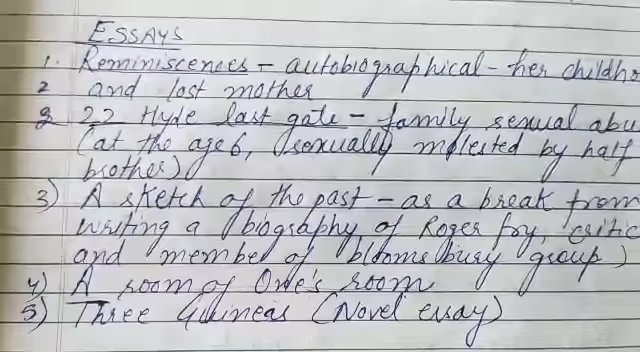 ESSAYS
1. Reminiscences – autobiographical – her childho
2 and lost mother
2 22 Hyde last gate – family sexual abu
(at the age 6, sexually molested by half
brother)
3) A sketch of the past – as a break from
writing a biography of Roger fry, critic
and member of blooms bury group)
4) A room of One's room
5) Three Guineas (Novel essay)